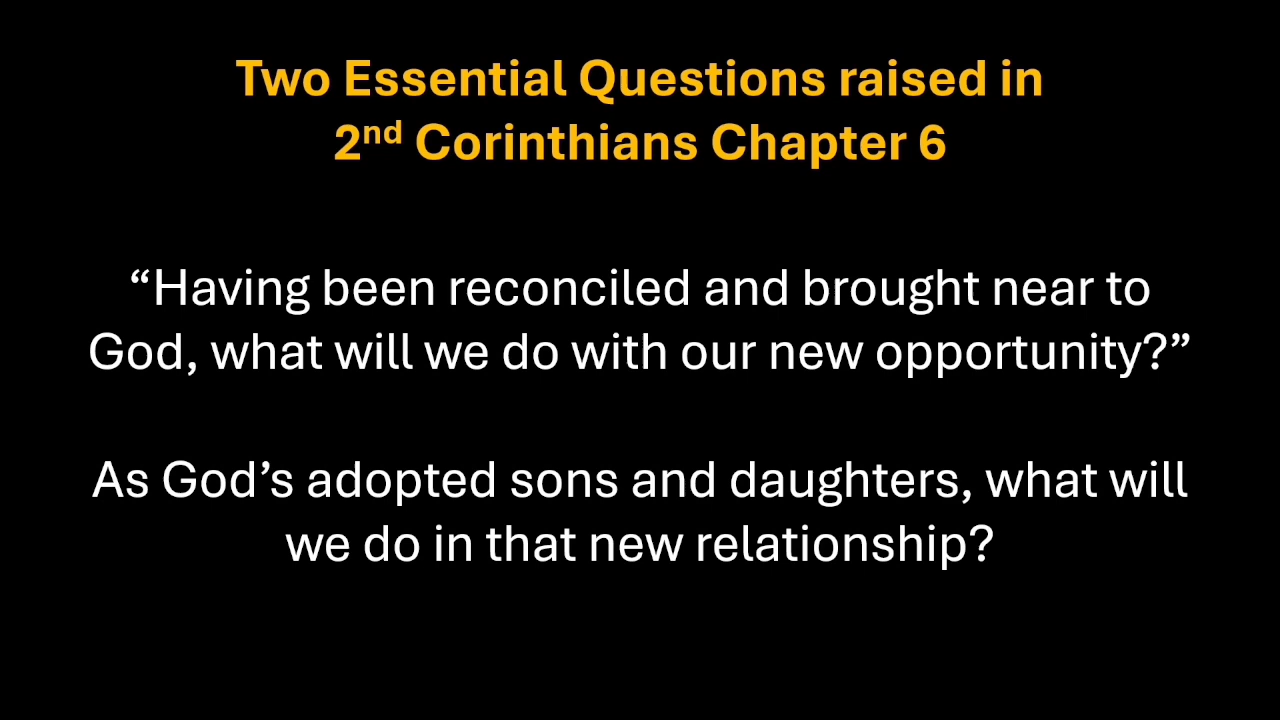 Two Essential Questions raised in
2nd Corinthians Chapter 6
“Having been reconciled and brought near to
God, what will we do with our new opportunity?”
As God’s adopted sons and daughters, what will
we do in that new relationship?